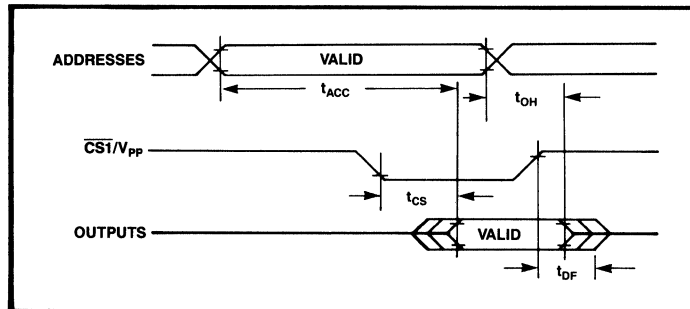 ADDRESSES
VALID
tACC
tOH
CS1/VPP
tCS
OUTPUTS
VALID
tDF